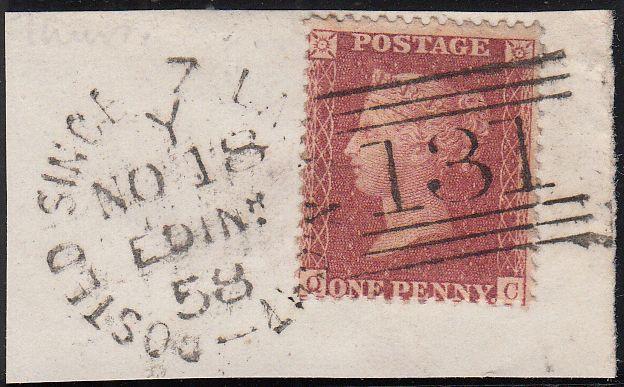 POSTED SINCE 7 L
Y
NO 18
EDINR
58
POSTAGE
131
O C
ONE PENNY.